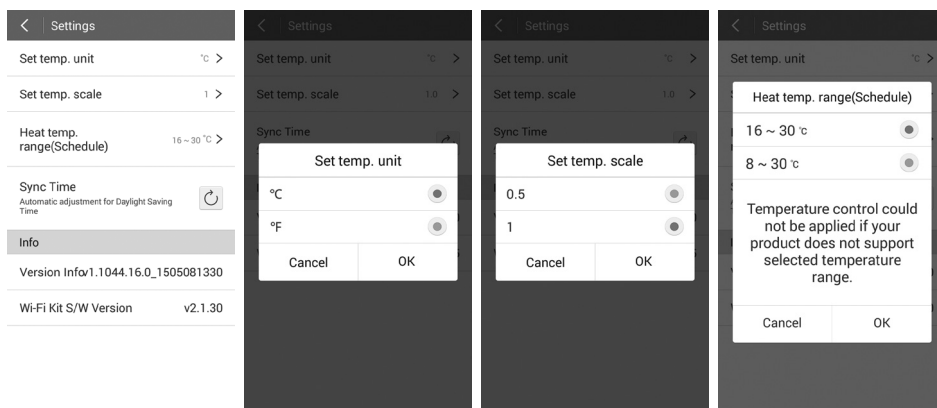 Settings
Set temp. unit °C
Set temp. scale 1
Heat temp.
range(Schedule) 16 ~ 30 °C
Sync Time
Automatic adjustment for Daylight Saving
Time
Info
Version Info v1.1044.16.0_1505081330
Wi-Fi Kit S/W Version v2.1.30
Settings
Set temp. unit °C
Set temp. scale 1.0
Sync Time
Set temp. unit
°C
°F
Cancel OK
Settings
Set temp. unit °C
Set temp. scale 1.0
Sync Time
Set temp. scale
0.5
1
Cancel OK
Settings
Set temp. unit °C
Heat temp. range(Schedule)
16 ~ 30 °C
8 ~ 30 °C
Temperature control could
not be applied if your
product does not support
selected temperature
range.
Cancel OK